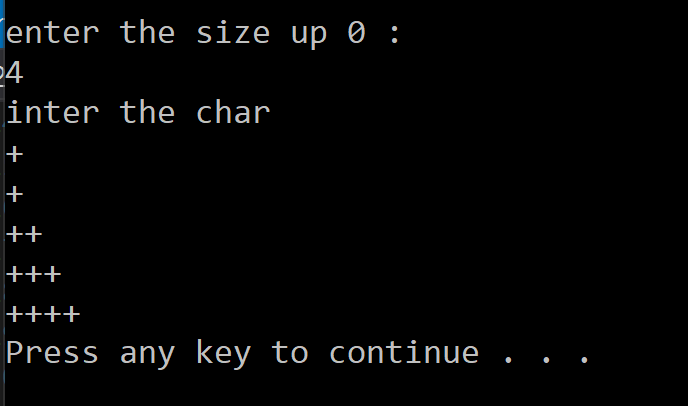 enter the size up 0 :
4
inter the char
+
+
++
+++
++++
Press any key to continue . . .